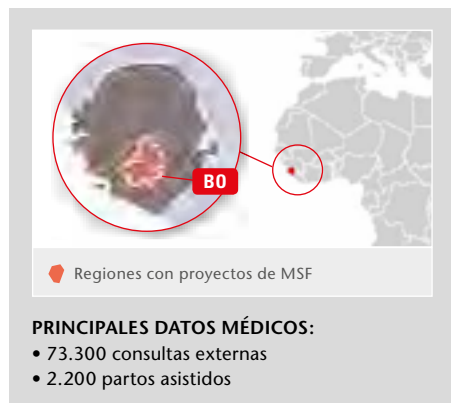 B0
Regiones con proyectos de MSF
PRINCIPALES DATOS MÉDICOS:
• 73.300 consultas externas
• 2.200 partos asistidos